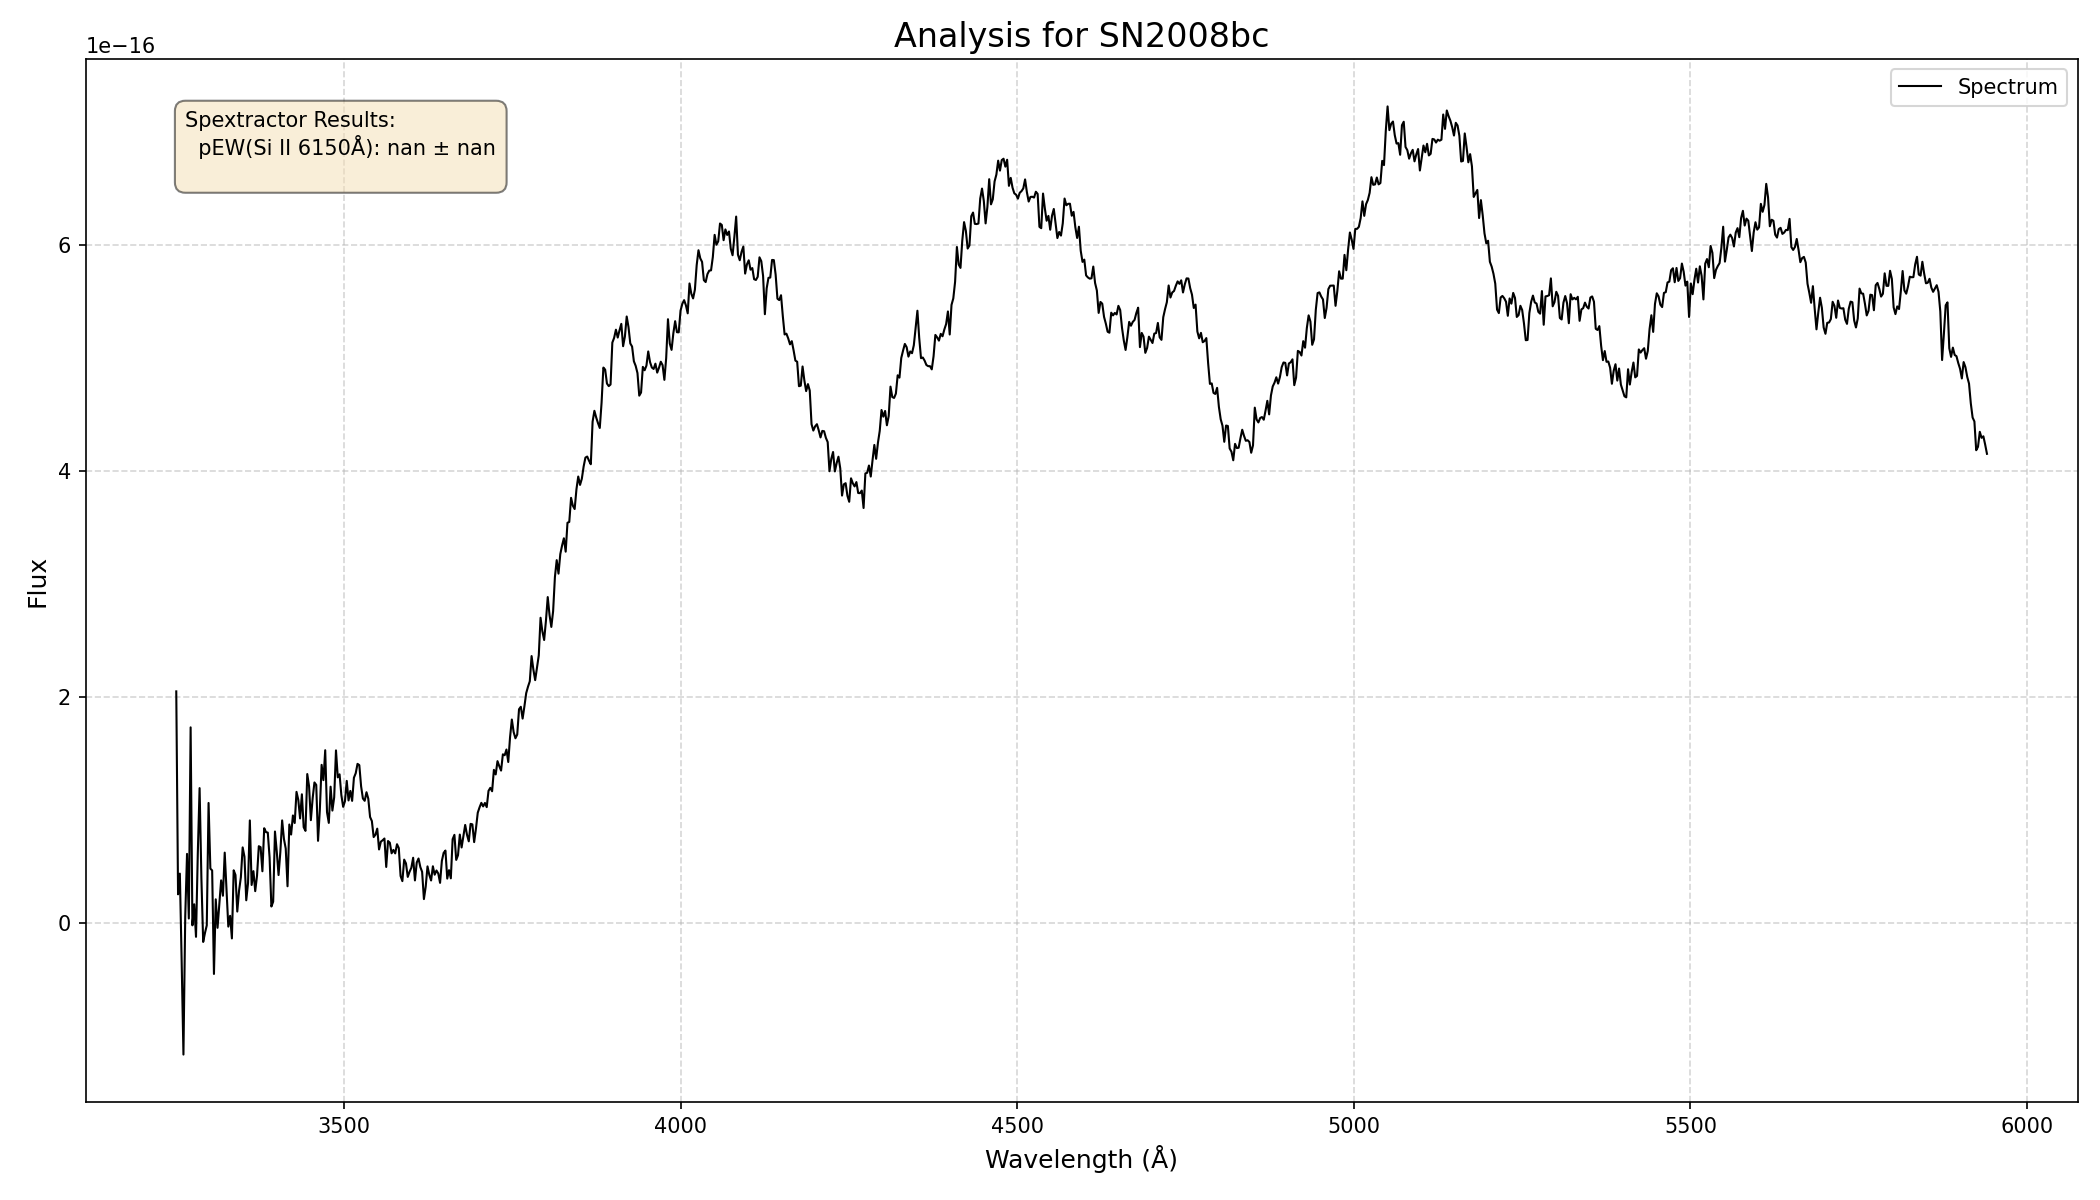 Analysis for SN2008bc
1e−16
Spectrum
Spextractor Results:
pEW(Si II 6150Å): nan ± nan
6
4
2
0
Flux
3500 4000 4500 5000 5500 6000
Wavelength (Å)